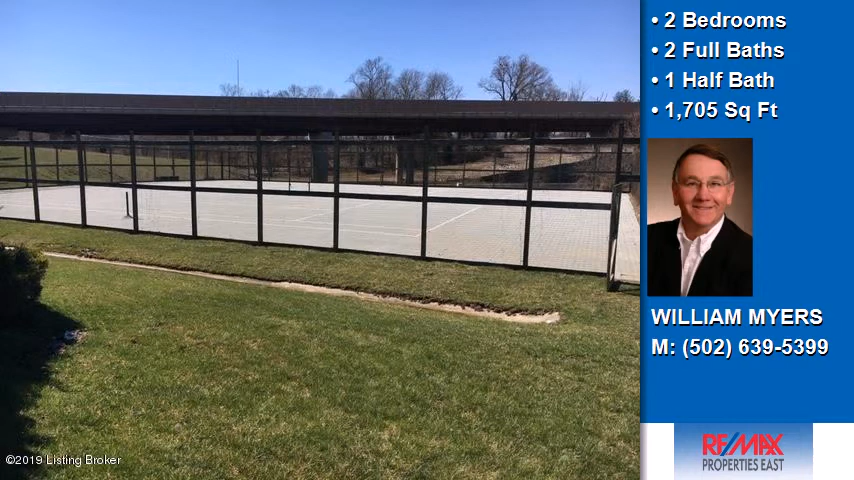 • 2 Bedrooms
• 2 Full Baths
• 1 Half Bath
• 1,705 Sq Ft
WILLIAM MYERS
M: (502) 639-5399
RE/MAX
PROPERTIES EAST
©2019 Listing Broker